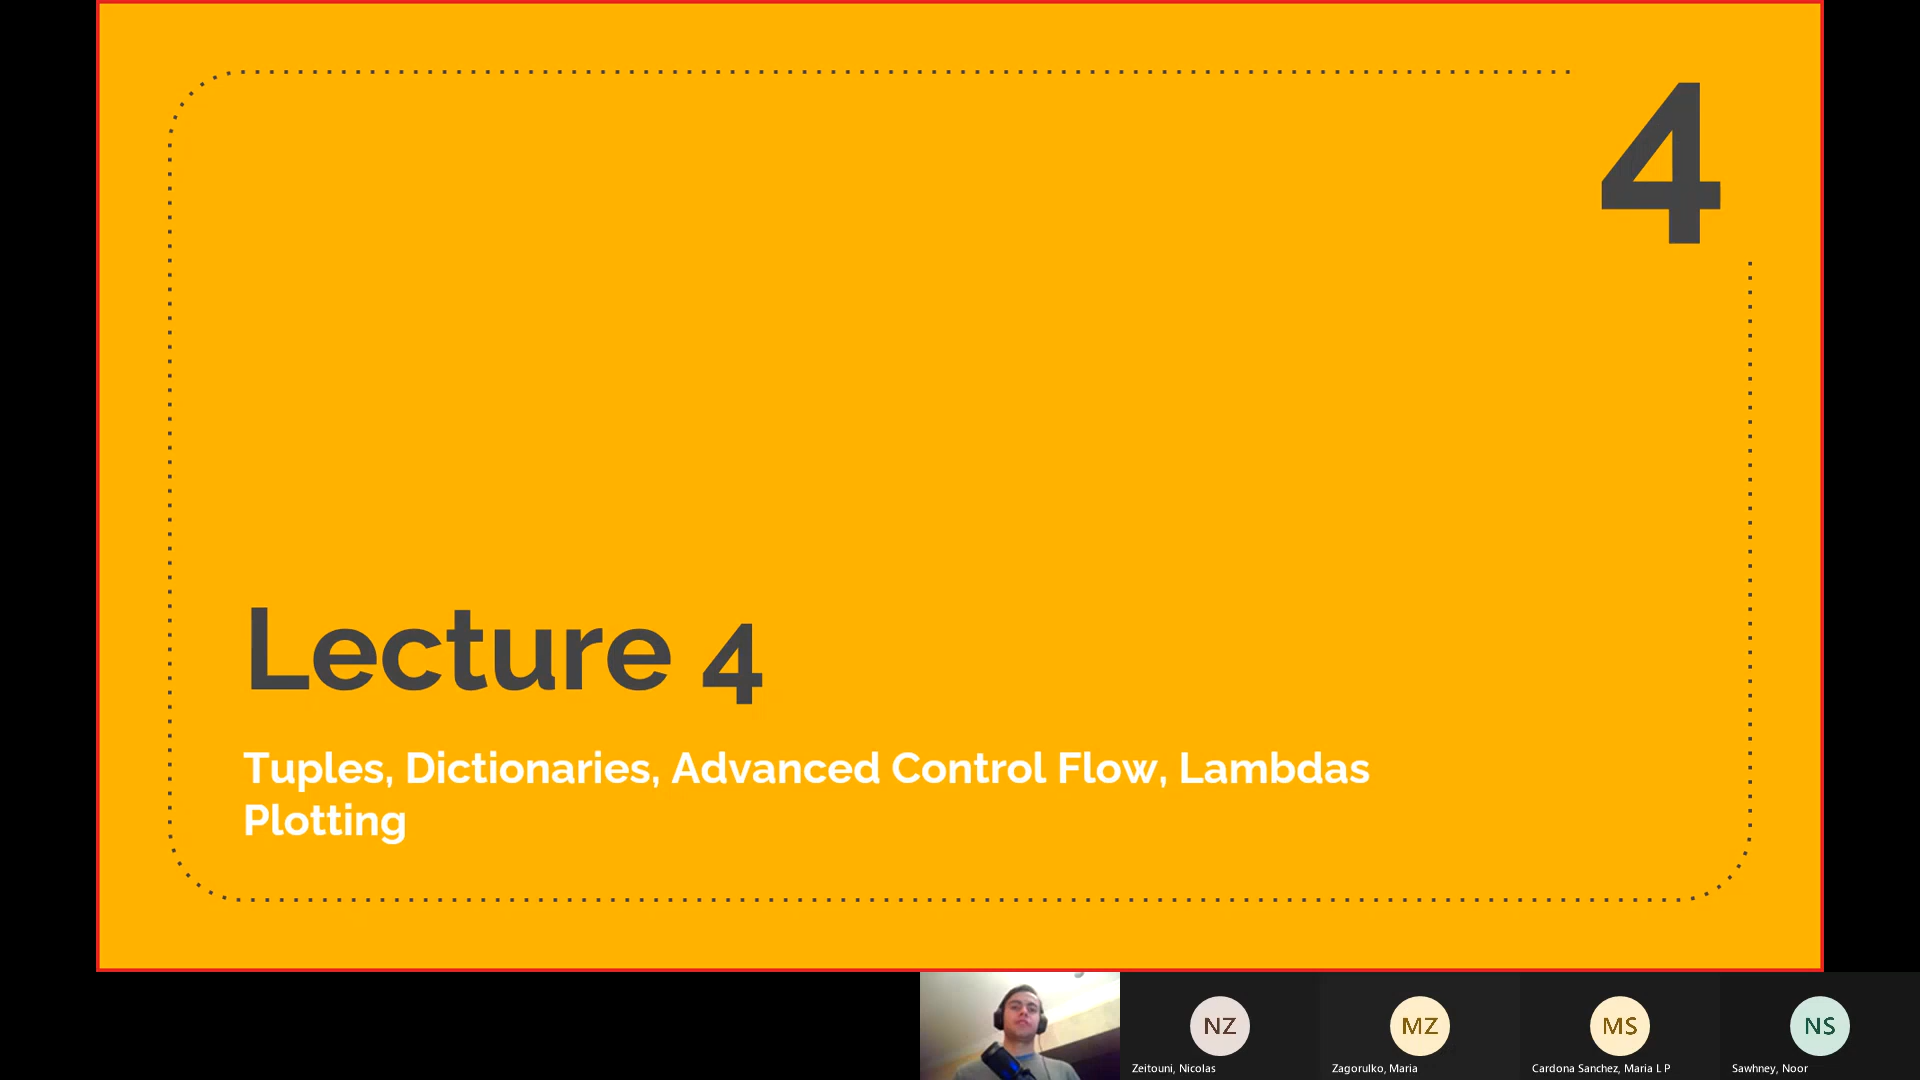 4
Lecture 4
Tuples, Dictionaries, Advanced Control Flow, Lambdas
Plotting
NZ
MZ
MS
NS
Zeitouni, Nicolas
Zagorulko, Maria
Cardona Sanchez, Maria L P
Sawhney, Noor